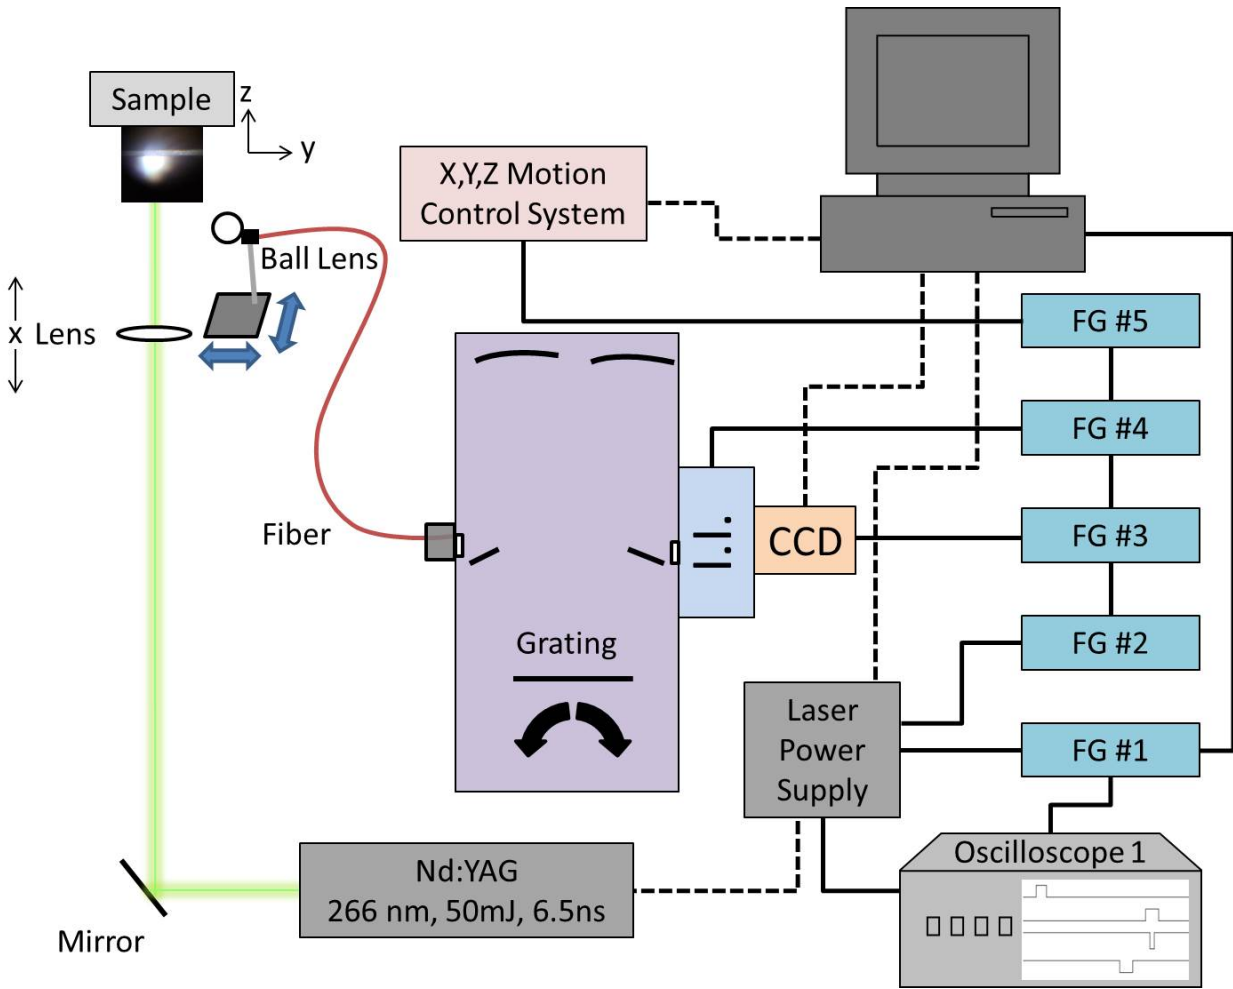 Sample
z
y
X,Y,Z Motion
Control System
Ball Lens
x Lens
FG #5
FG #4
Fiber
I.I.
CCD
FG #3
Grating
FG #2
Laser
Power
Supply
FG #1
Oscilloscope 1
Nd:YAG
266 nm, 50mJ, 6.5ns
Mirror